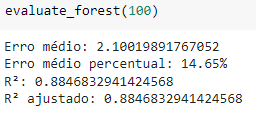 evaluate_forest(100)
Erro médio: 2.10019891767052
Erro médio percentual: 14.65%
R²: 0.8846832941424568
R² ajustado: 0.8846832941424568